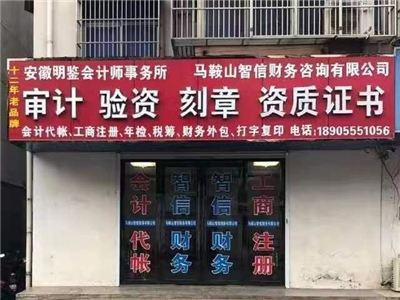 十二年老品牌
安徽明鉴会计师事务所 马鞍山智信财务咨询有限公司
审计 验资 刻章 资质证书
会计代帐、工商注册、年检、税筹、财务外包、打字复印 电话:18905551056
会计代帐
智信财务
智信财务
工商注册